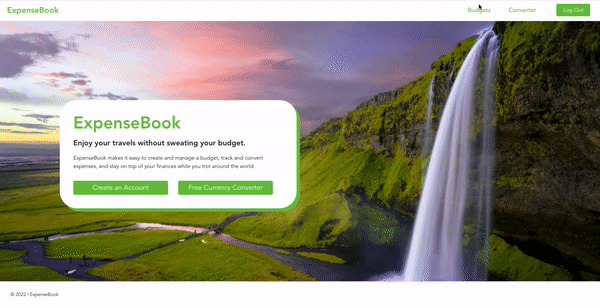 ExpenseBook
Budgets
Converter
Log Out
ExpenseBook
Enjoy your travels without sweating your budget.
ExpenseBook makes it easy to create and manage a budget, track and convert
expenses, and stay on top of your finances while you trot around the world.
Create an Account
Free Currency Converter
© 2022 | ExpenseBook